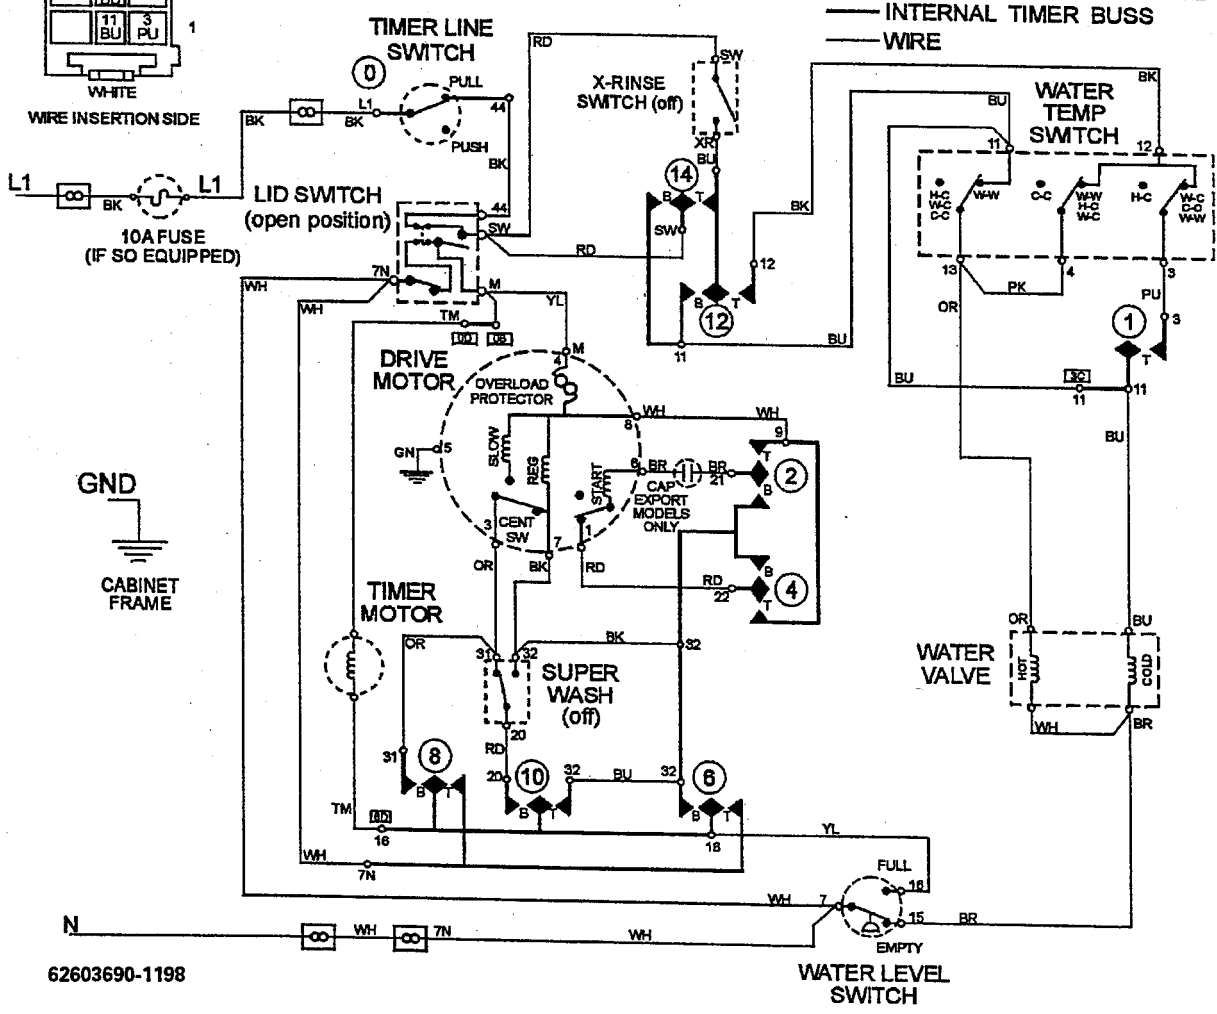 INTERNAL TIMER BUSS
WIRE
11
BU
3
PU
1
WHITE
WIRE INSERTION SIDE
TIMER LINE
SWITCH
0
PULL
L1
BK
BK
44
PUSH
BK
L1
BK
L1
10A FUSE
(IF SO EQUIPPED)
LID SWITCH
(open position)
44
SW
7N
M
WH
WH
YL
TM
0D
0B
RD
RD
X-RINSE
SWITCH (off)
SW
XR
BU
14
B
T
SW
B
T
12
12
11
BK
BU
BU
BK
WATER
TEMP
SWITCH
11
12
H-C
W-C
C-C
W-W
C-C
W-W
H-C
W-C
H-C
W-C
C-C
W-W
13
4
3
OR
PK
PU
3
1
T
BU
3C
11
11
BU
DRIVE
MOTOR
M
4
OVERLOAD
PROTECTOR
SLOW
REG
START
GN
5
8
WH
WH
9
6
BR
BR
21
CAP
EXPORT
MODELS
ONLY
T
2
B
B
4
T
3
CENT
SW
7
1
OR
BK
RD
RD
22
GND
CABINET
FRAME
TIMER
MOTOR
OR
31
32
BK
32
SUPER
WASH
(off)
20
RD
31
8
B
T
20
10
B
T
32
BU
32
6
B
T
TM
8D
16
18
YL
WH
7N
WATER
VALVE
OR
BU
HOT
COLD
WH
BR
FULL
16
WH
7
15
BR
EMPTY
WATER LEVEL
SWITCH
N
WH
7N
WH
62603690-1198